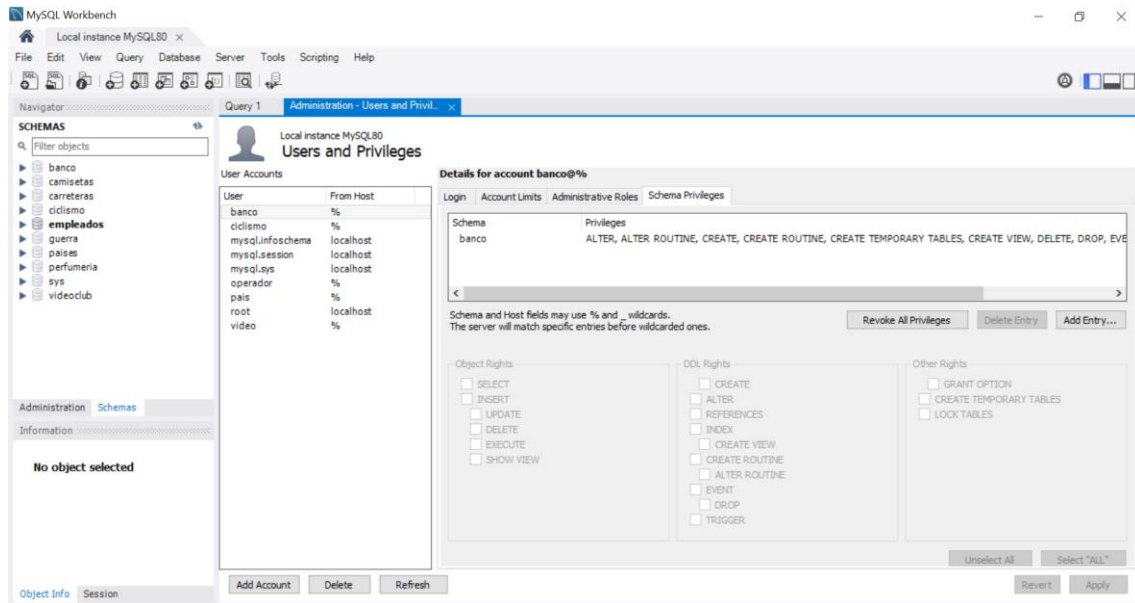 MySQL Workbench
Local instance MySQL80
File Edit View Query Database Server Tools Scripting Help
Navigator
SCHEMAS
Filter objects
banco
camisetas
carreteras
ciclismo
empleados
guerra
paises
perfumeria
sys
videoclub
Administration Schemas
Information
No object selected
Object Info Session
Query 1 Administration - Users and Privil...
Local instance MySQL80
Users and Privileges
User Accounts
User From Host
banco %
ciclismo %
mysql.infoschema localhost
mysql.session localhost
mysql.sys localhost
operador %
pais %
root localhost
video %
Add Account Delete Refresh
Details for account banco@%
Login Account Limits Administrative Roles Schema Privileges
Schema Privileges
banco ALTER, ALTER ROUTINE, CREATE, CREATE ROUTINE, CREATE TEMPORARY TABLES, CREATE VIEW, DELETE, DROP, EVE
Schema and Host fields may use % and _ wildcards.
The server will match specific entries before wildcarded ones.
Revoke All Privileges Delete Entry Add Entry...
Object Rights
SELECT
INSERT
UPDATE
DELETE
EXECUTE
SHOW VIEW
DDL Rights
CREATE
ALTER
REFERENCES
INDEX
CREATE VIEW
CREATE ROUTINE
ALTER ROUTINE
EVENT
DROP
TRIGGER
Other Rights
GRANT OPTION
CREATE TEMPORARY TABLES
LOCK TABLES
Unselect All Select "ALL"
Revert Apply